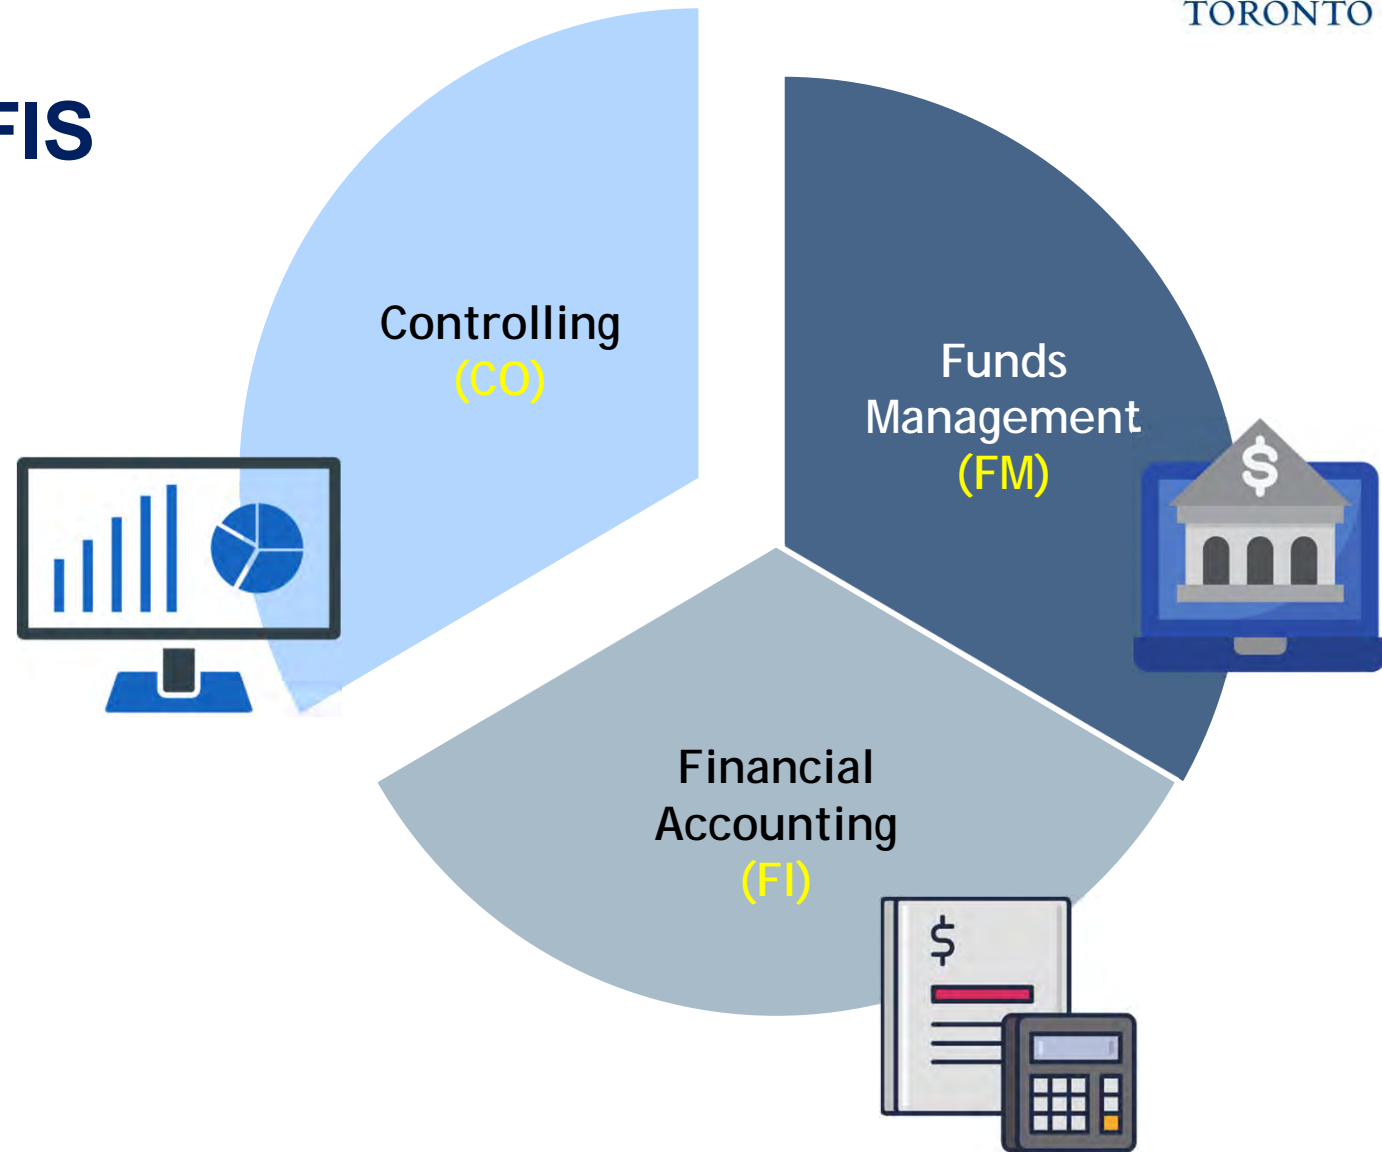 TORONTO
FIS
Controlling
(CO)
Funds
Management
(FM)
Financial
Accounting
(FI)
$
$